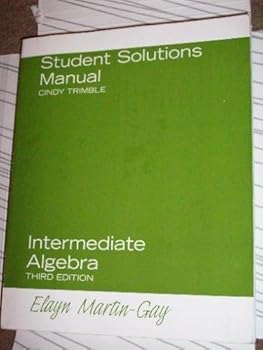 Student Solutions
Manual
CINDY TRIMBLE
Intermediate
Algebra
THIRD EDITION
Elayn Martin-Gay